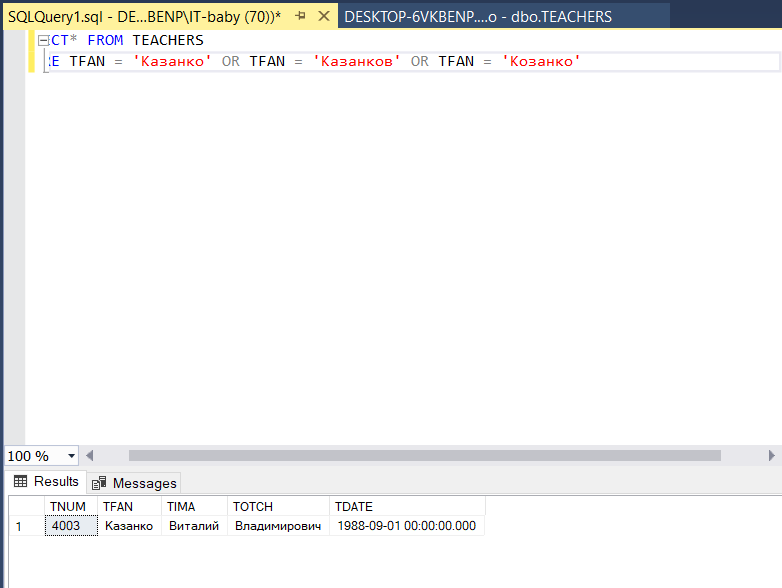 SQLQuery1.sql - DE...BENP\IT-baby (70))* DESKTOP-6VKBENP....o - dbo.TEACHERS
CT* FROM TEACHERS
E TFAN = 'Казанко' OR TFAN = 'Казанков' OR TFAN = 'Козанко'
100 %
Results Messages
TNUM TFAN TIMA TOTCH TDATE
1 4003 Казанко Виталий Владимирович 1988-09-01 00:00:00.000